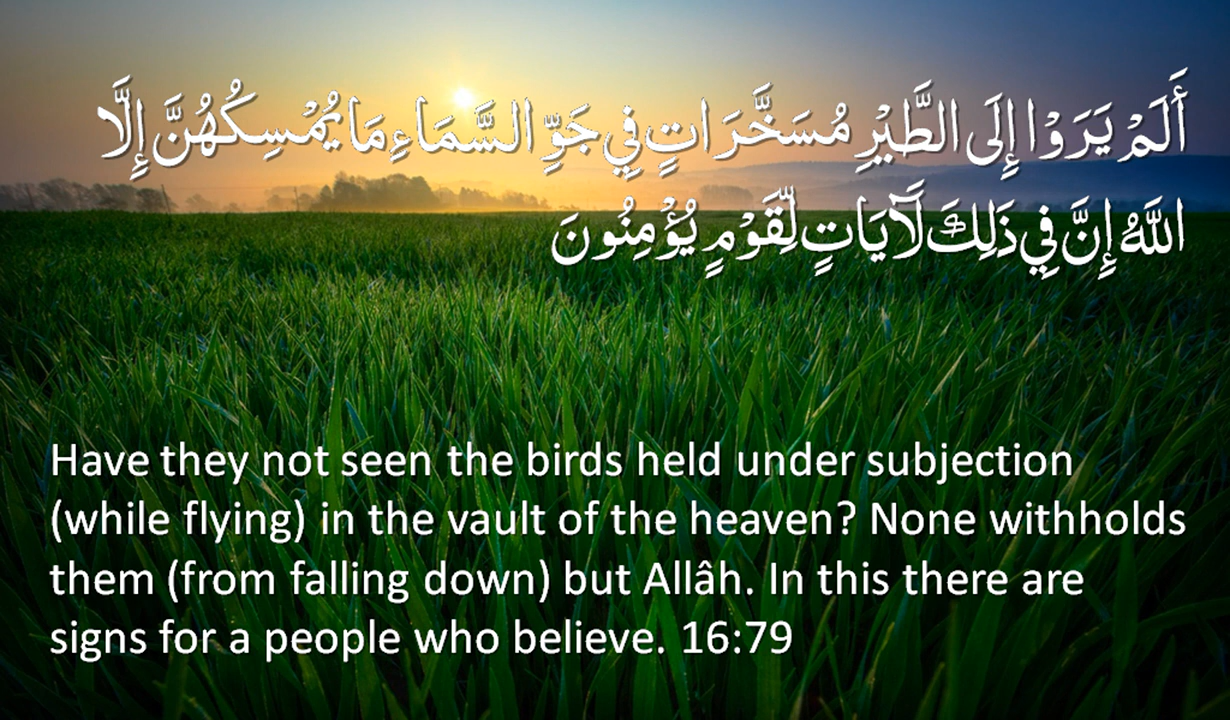 أَلَمْ يَرَوْا إِلَى الطَّيْرِ مُسَخَّرَاتٍ فِي جَوِّ السَّمَاءِ مَا يُمْسِكُهُنَّ إِلَّا
اللَّهُ إِنَّ فِي ذَلِكَ لَآيَاتٍ لِّقَوْمٍ يُؤْمِنُونَ
Have they not seen the birds held under subjection
(while flying) in the vault of the heaven? None withholds
them (from falling down) but Allâh. In this there are
signs for a people who believe. 16:79